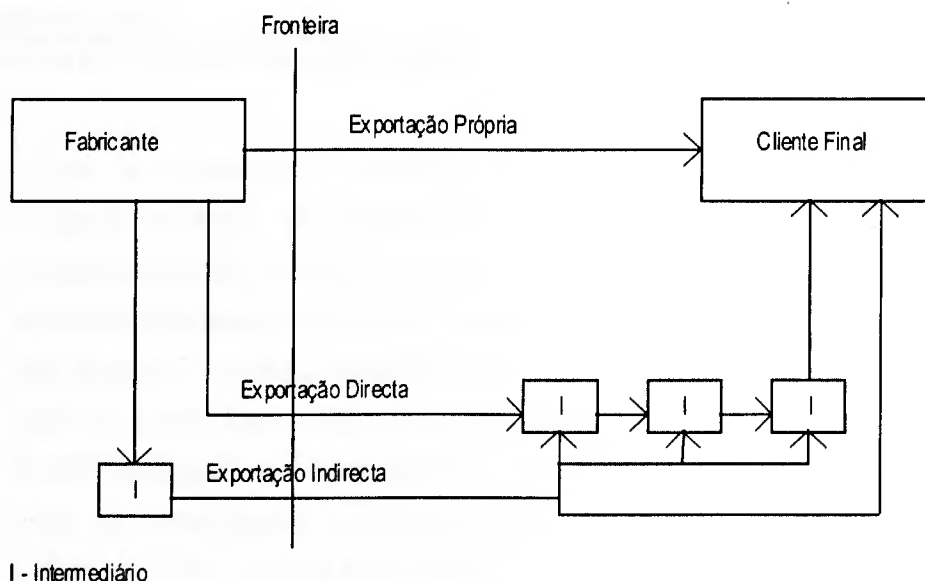 Fronteira
Fabricante
Exportação Própria
Cliente Final
Exportação Directa
I
I
I
I
Exportação Indirecta
I - Intermediário